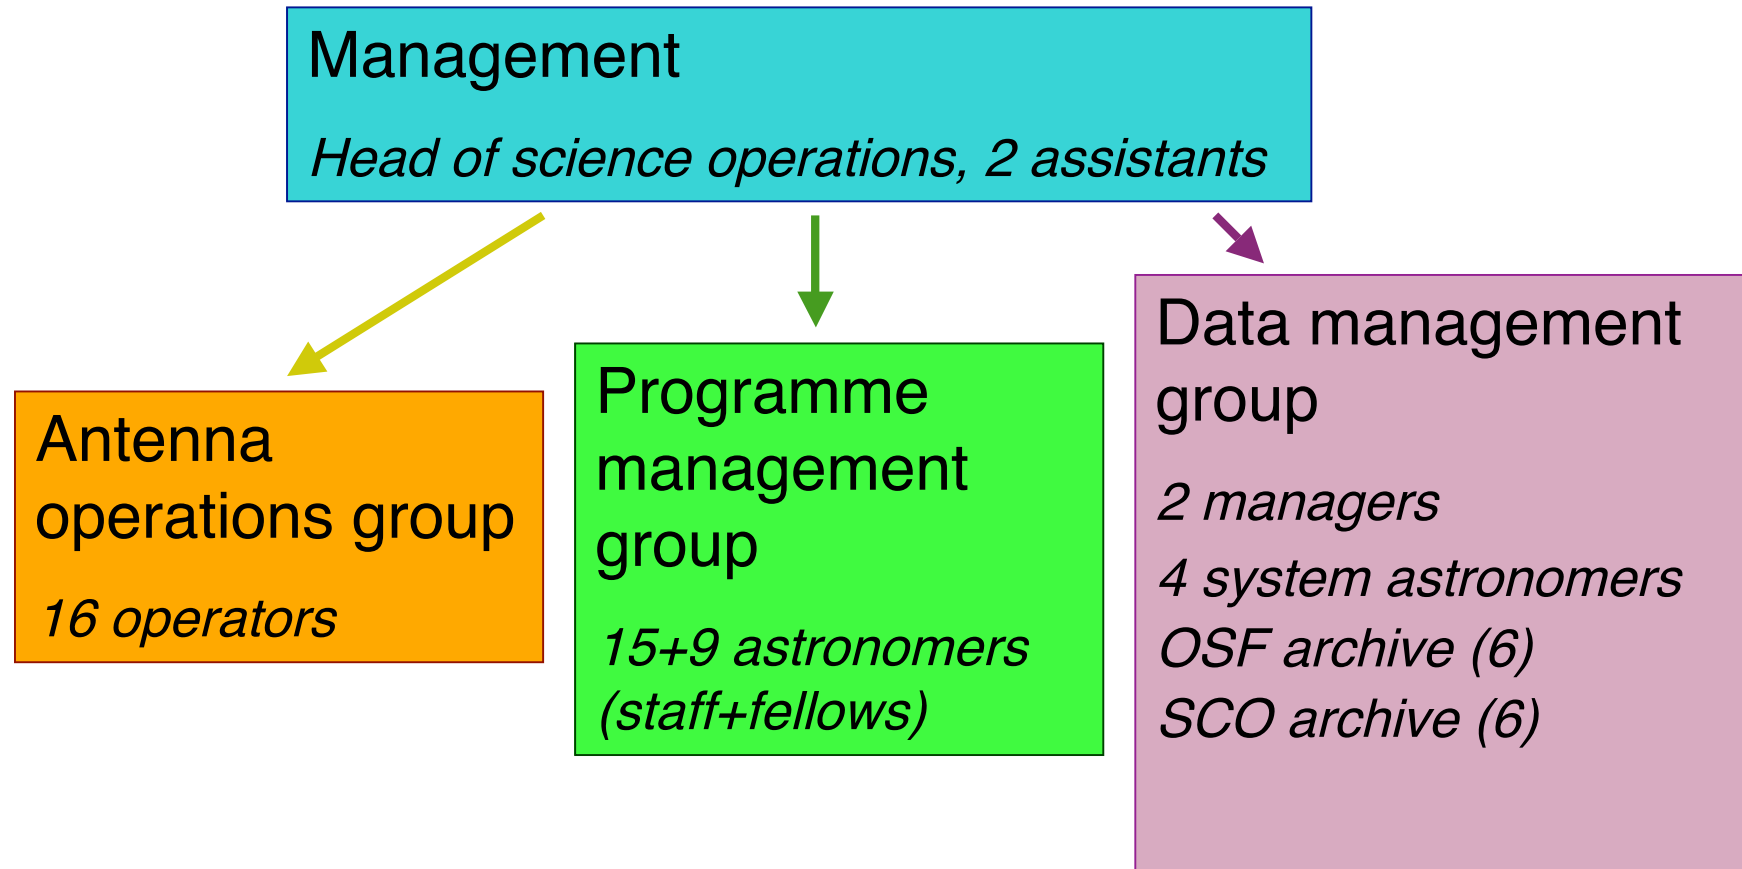 Management
Head of science operations, 2 assistants
Antenna
operations group
16 operators
Programme
management
group
15+9 astronomers
(staff+fellows)
Data management
group
2 managers
4 system astronomers
OSF archive (6)
SCO archive (6)